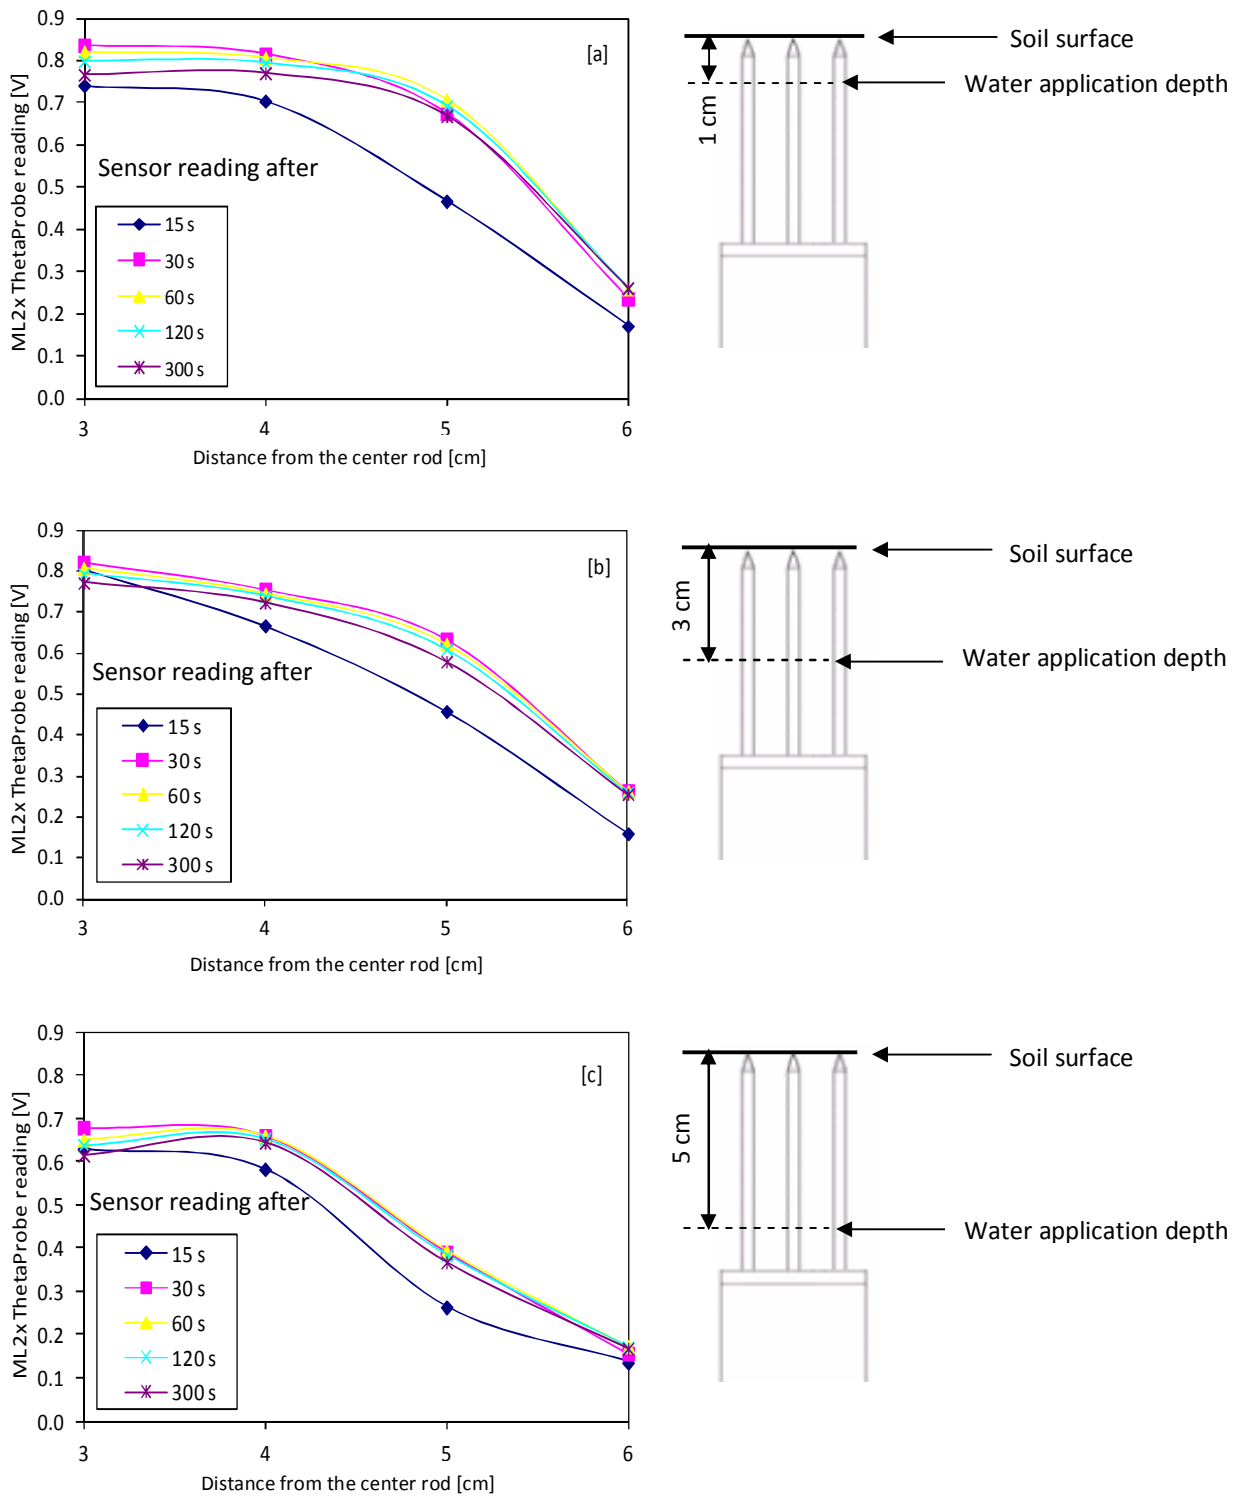 ML2x ThetaProbe reading [V]
0.9
0.8
0.7
0.6
0.5
0.4
0.3
0.2
0.1
0.0
[a]
Sensor reading after
15 s
30 s
60 s
120 s
300 s
3 4 5 6
Distance from the center rod [cm]
Soil surface
Water application depth
1 cm
ML2x ThetaProbe reading [V]
0.9
0.8
0.7
0.6
0.5
0.4
0.3
0.2
0.1
0.0
[b]
Sensor reading after
15 s
30 s
60 s
120 s
300 s
3 4 5 6
Distance from the center rod [cm]
Soil surface
3 cm
Water application depth
ML2x ThetaProbe reading [V]
0.9
0.8
0.7
0.6
0.5
0.4
0.3
0.2
0.1
0.0
[c]
Sensor reading after
15 s
30 s
60 s
120 s
300 s
3 4 5 6
Distance from the center rod [cm]
Soil surface
5 cm
Water application depth